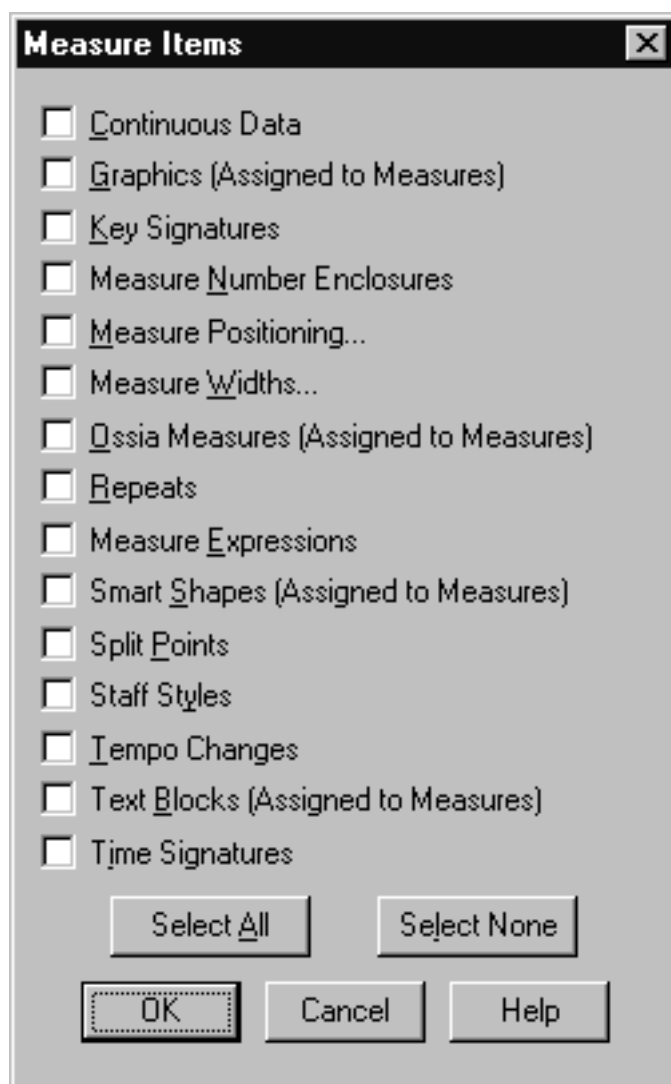 Measure Items
Continuous Data
Graphics (Assigned to Measures)
Key Signatures
Measure Number Enclosures
Measure Positioning...
Measure Widths...
Ossia Measures (Assigned to Measures)
Repeats
Measure Expressions
Smart Shapes (Assigned to Measures)
Split Points
Staff Styles
Tempo Changes
Text Blocks (Assigned to Measures)
Time Signatures
Select All Select None
OK Cancel Help